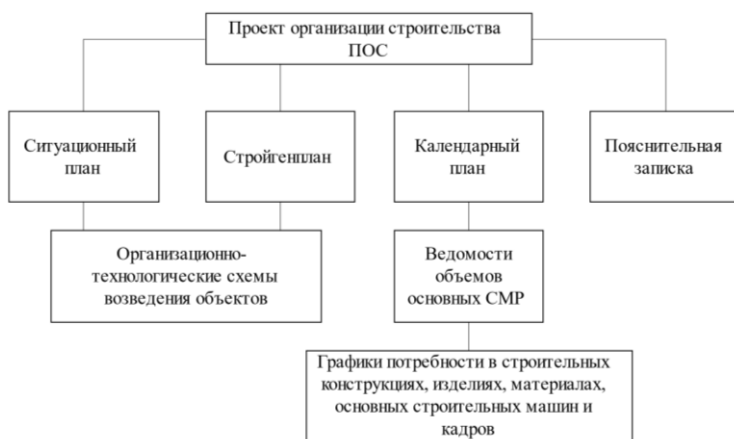 Проект организации строительства
ПОС
Ситуационный
план
Стройгенплан
Календарный
план
Пояснительная
записка
Организационно-
технологические схемы
возведения объектов
Ведомости
объемов
основных СМР
Графики потребности в строительных
конструкциях, изделиях, материалах,
основных строительных машин и
кадров